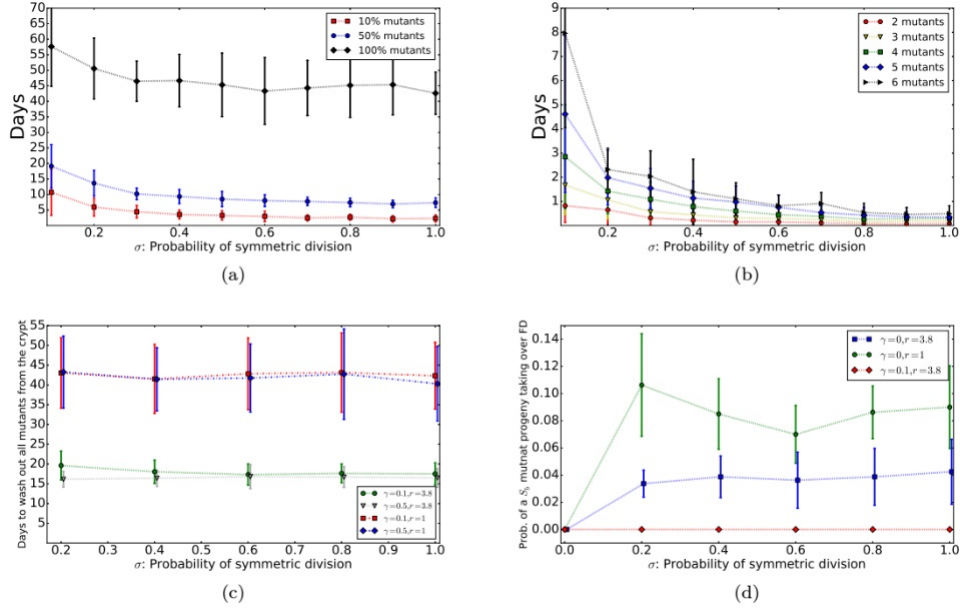 70
65
60
55
50
45
40
35
30
25
20
15
10
5
Days
10% mutants
50% mutants
100% mutants
0.2 0.4 0.6 0.8 1.0
σ: Probability of symmetric division
(a)
9
8
7
6
5
4
3
2
1
Days
2 mutants
3 mutants
4 mutants
5 mutants
6 mutants
0.2 0.4 0.6 0.8 1.0
σ: Probability of symmetric division
(b)
55
50
45
40
35
30
25
20
15
10
5
Days to wash out all mutants from the crypt
γ=0.1,r=3.8
γ=0.5,r=3.8
γ=0.1,r=1
γ=0.5,r=1
0.2 0.3 0.4 0.5 0.6 0.7 0.8 0.9 1.0
σ: Probability of symmetric division
(c)
0.14
0.12
0.10
0.08
0.06
0.04
0.02
0.00
Prob. of a S_b mutnat progeny taking over FD
γ=0,r=3.8
γ=0,r=1
γ=0.1,r=3.8
0.0 0.2 0.4 0.6 0.8 1.0
σ: Probability of symmetric division
(d)